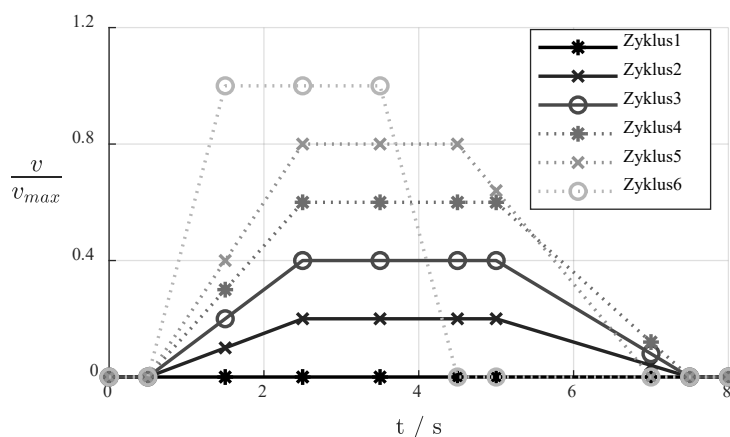 1.2
0.8
0.4
0
v
v_max
0
2
4
6
8
t / s
Zyklus1
Zyklus2
Zyklus3
Zyklus4
Zyklus5
Zyklus6